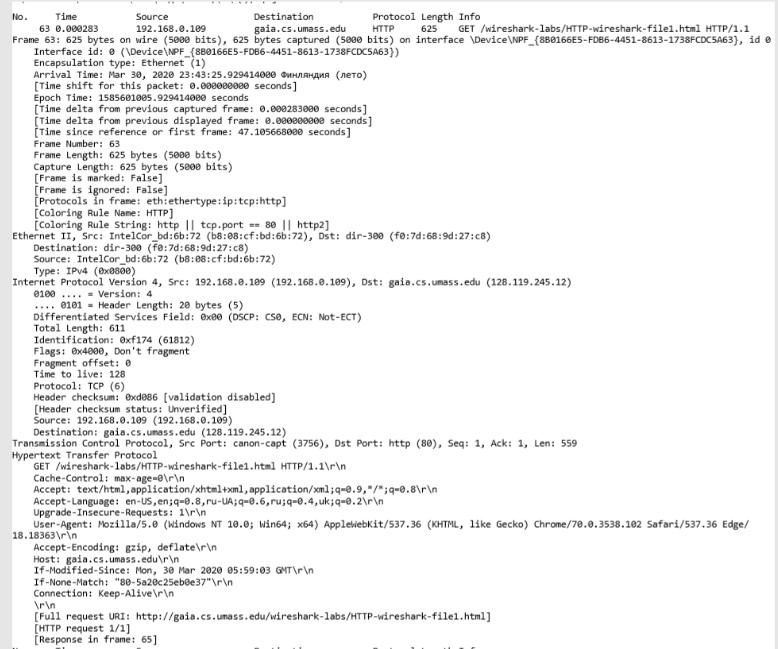 No. Time Source Destination Protocol Length Info
63 0.000283 192.168.0.109 gaia.cs.umass.edu HTTP 625 GET /wireshark-labs/HTTP-wireshark-file1.html HTTP/1.1
Frame 63: 625 bytes on wire (5000 bits), 625 bytes captured (5000 bits) on interface \Device\NPF_{8B0166E5-FDB6-4451-8613-1738FCDC5A63}, id 0
Interface id: 0 (\Device\NPF_{8B0166E5-FDB6-4451-8613-1738FCDC5A63})
Encapsulation type: Ethernet (1)
Arrival Time: Mar 30, 2020 23:43:25.929414000 Финляндия (лето)
[Time shift for this packet: 0.000000000 seconds]
Epoch Time: 1585601005.929414000 seconds
[Time delta from previous captured frame: 0.000283000 seconds]
[Time delta from previous displayed frame: 0.000000000 seconds]
[Time since reference or first frame: 47.105668000 seconds]
Frame Number: 63
Frame Length: 625 bytes (5000 bits)
Capture Length: 625 bytes (5000 bits)
[Frame is marked: False]
[Frame is ignored: False]
[Protocols in frame: eth:ethertype:ip:tcp:http]
[Coloring Rule Name: HTTP]
[Coloring Rule String: http || tcp.port == 80 || http2]
Ethernet II, Src: IntelCor_bd:6b:72 (b8:08:cf:bd:6b:72), Dst: dir-300 (f0:7d:68:9d:27:c8)
Destination: dir-300 (f0:7d:68:9d:27:c8)
Source: IntelCor_bd:6b:72 (b8:08:cf:bd:6b:72)
Type: IPv4 (0x0800)
Internet Protocol Version 4, Src: 192.168.0.109 (192.168.0.109), Dst: gaia.cs.umass.edu (128.119.245.12)
0100 .... = Version: 4
.... 0101 = Header Length: 20 bytes (5)
Differentiated Services Field: 0x00 (DSCP: CS0, ECN: Not-ECT)
Total Length: 611
Identification: 0xf174 (61812)
Flags: 0x4000, Don't fragment
Fragment offset: 0
Time to live: 128
Protocol: TCP (6)
Header checksum: 0xd086 [validation disabled]
[Header checksum status: Unverified]
Source: 192.168.0.109 (192.168.0.109)
Destination: gaia.cs.umass.edu (128.119.245.12)
Transmission Control Protocol, Src Port: canon-capt (3756), Dst Port: http (80), Seq: 1, Ack: 1, Len: 559
Hypertext Transfer Protocol
GET /wireshark-labs/HTTP-wireshark-file1.html HTTP/1.1\r\n
Cache-Control: max-age=0\r\n
Accept: text/html,application/xhtml+xml,application/xml;q=0.9,*/*;q=0.8\r\n
Accept-Language: en-US,en;q=0.8,ru-UA;q=0.6,ru;q=0.4,uk;q=0.2\r\n
Upgrade-Insecure-Requests: 1\r\n
User-Agent: Mozilla/5.0 (Windows NT 10.0; Win64; x64) AppleWebKit/537.36 (KHTML, like Gecko) Chrome/70.0.3538.102 Safari/537.36 Edge/
18.18363\r\n
Accept-Encoding: gzip, deflate\r\n
Host: gaia.cs.umass.edu\r\n
If-Modified-Since: Mon, 30 Mar 2020 05:59:03 GMT\r\n
If-None-Match: "80-5a20c25eb0e37"\r\n
Connection: Keep-Alive\r\n
\r\n
[Full request URI: http://gaia.cs.umass.edu/wireshark-labs/HTTP-wireshark-file1.html]
[HTTP request 1/1]
[Response in frame: 65]